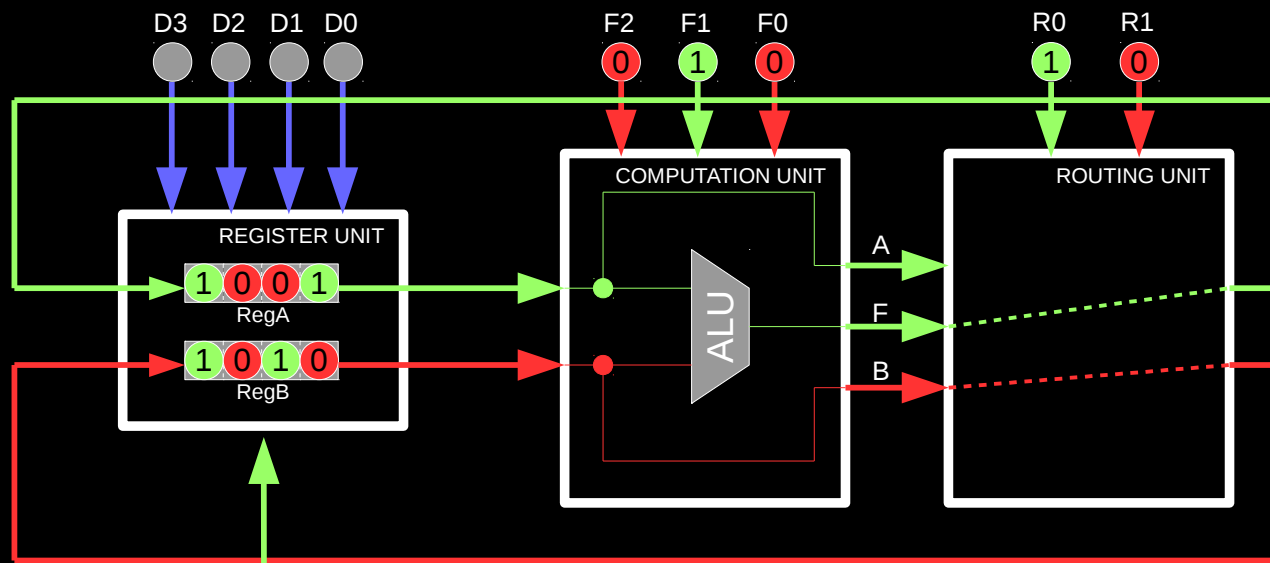 D3 D2 D1 D0 F2 F1 F0 R0 R1
0 1 0 1 0
REGISTER UNIT
1 0 0 1
RegA
1 0 1 0
RegB
COMPUTATION UNIT
ALU
A
F
B
ROUTING UNIT